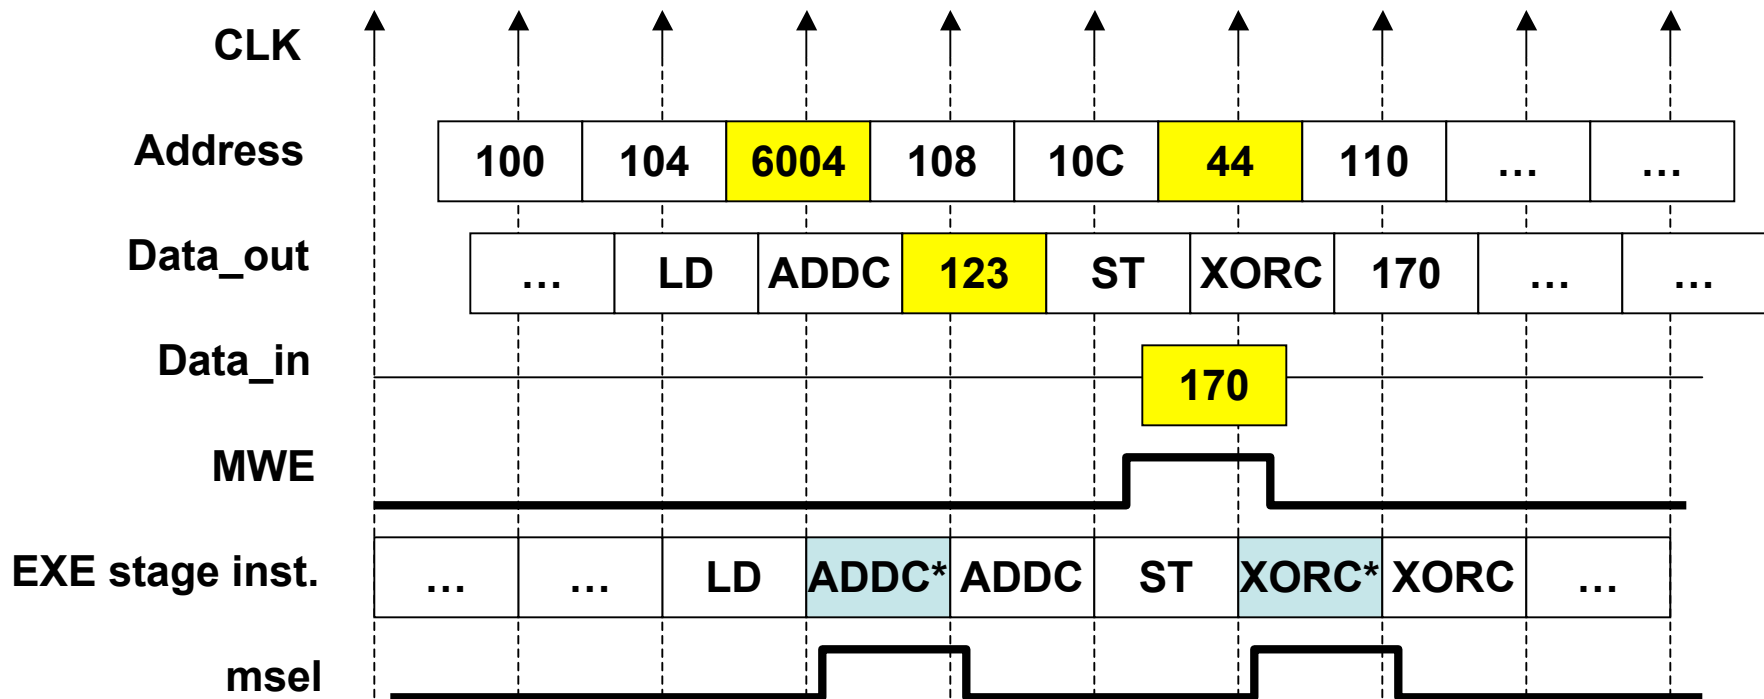 CLK
Address 100 104 6004 108 10C 44 110 ... ...
Data_out ... LD ADDC 123 ST XORC 170 ... ...
Data_in 170
MWE
EXE stage inst. ... ... LD ADDC* ADDC ST XORC* XORC ...
msel